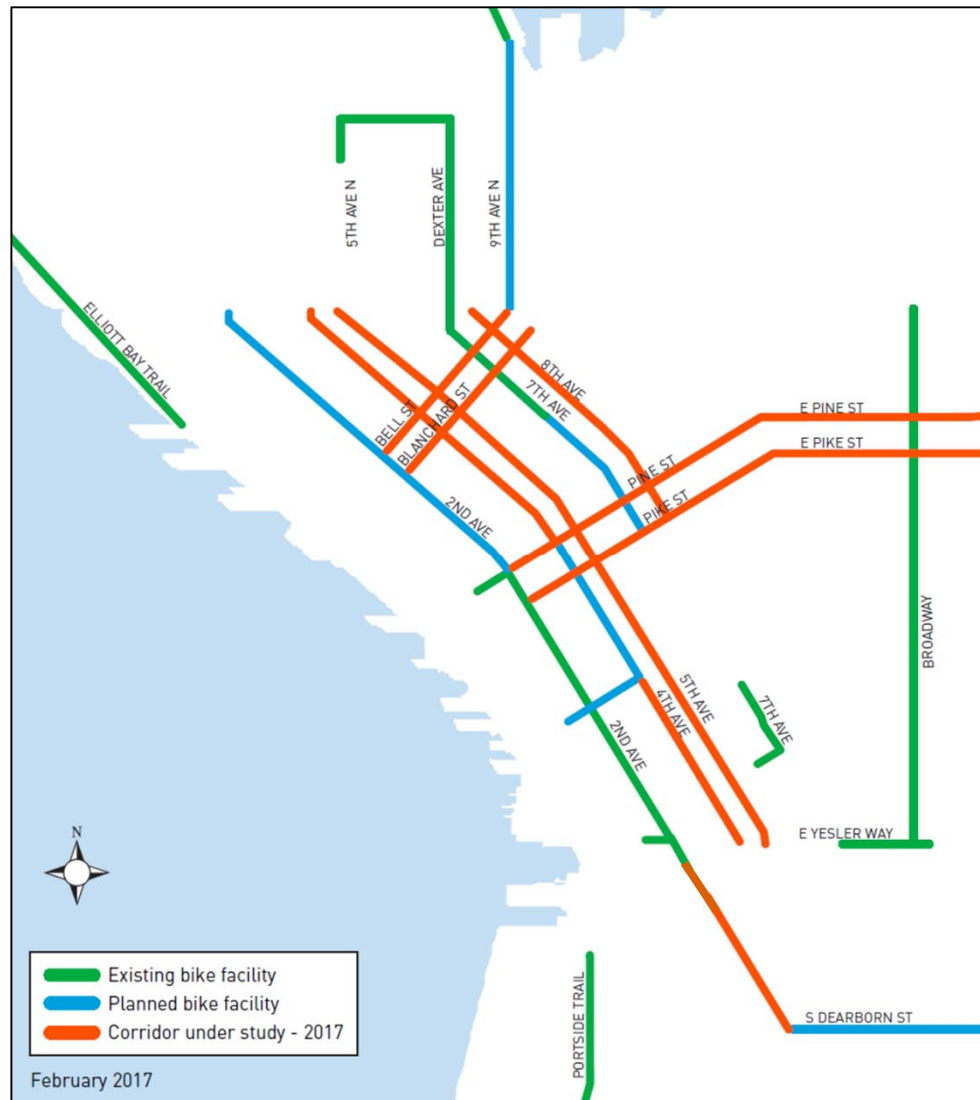 5TH AVE N
DEXTER AVE
9TH AVE N
ELLIOTT BAY TRAIL
BELL ST
BLANCHARD ST
7TH AVE
8TH AVE
E PINE ST
E PIKE ST
PINE ST
PIKE ST
2ND AVE
BROADWAY
5TH AVE
4TH AVE
7TH AVE
2ND AVE
E YESLER WAY
N
S DEARBORN ST
PORTSIDE TRAIL
Existing bike facility
Planned bike facility
Corridor under study - 2017
February 2017